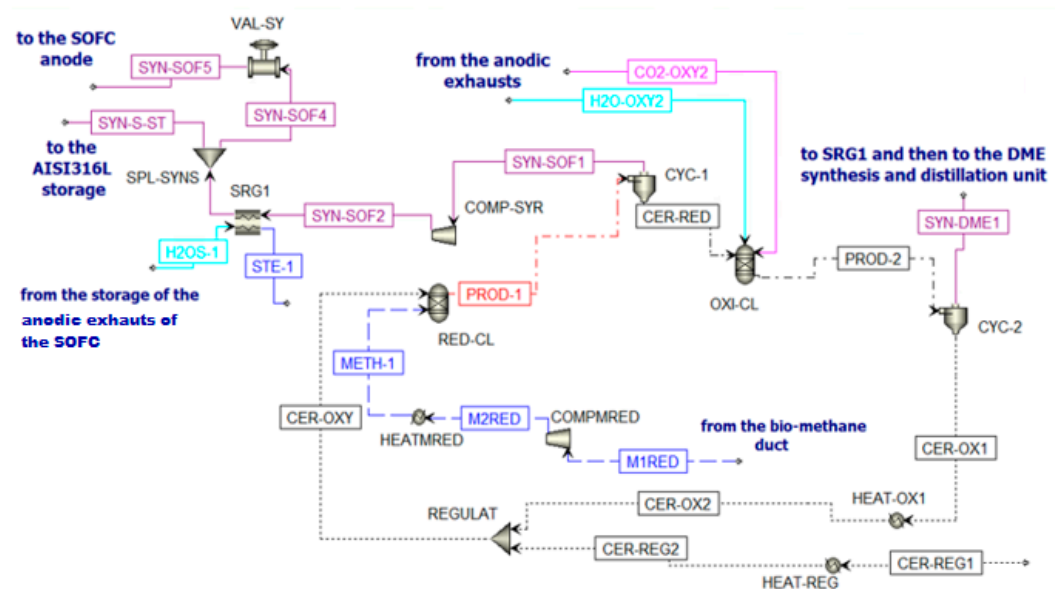 VAL-SY
to the SOFC
anode
SYN-SOF5
from the anodic
exhausts
CO2-OXY2
H2O-OXY2
SYN-S-ST
SYN-SOF4
to the
AISI316L
storage
SPL-SYNS
SYN-SOF1
CYC-1
to SRG1 and then to the DME
synthesis and distillation unit
SRG1
SYN-SOF2
COMP-SYR
CER-RED
SYN-DME1
H2OS-1
STE-1
PROD-2
OXI-CL
from the storage of the
anodic exhauts of
the SOFC
PROD-1
RED-CL
CYC-2
METH-1
CER-OXY
M2RED
COMPMRED
HEATMRED
from the bio-methane
duct
M1RED
CER-OX1
REGULAT
CER-OX2
HEAT-OX1
CER-REG2
CER-REG1
HEAT-REG